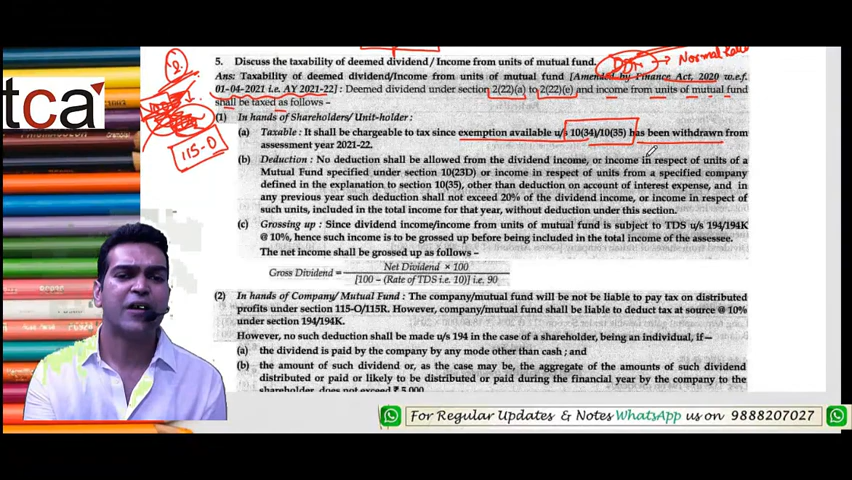 tca
115-0
Normal
5. Discuss the taxability of deemed dividend / Income from units of mutual fund.
Ans: Taxability of deemed dividend/Income from units of mutual fund [Amended by Finance Act, 2020 w.e.f.
01-04-2021 i.e. AY 2021-22] : Deemed dividend under section 2(22)(a) to 2(22)(e) and income from units of mutual fund
shall be taxed as follows –
(1) In hands of Shareholders/Unit-holder :
(a) Taxable : It shall be chargeable to tax since exemption available u/s 10(34)/10(35) has been withdrawn from
assessment year 2021-22.
(b) Deduction : No deduction shall be allowed from the dividend income, or income in respect of units of a
Mutual Fund specified under section 10(23D) or income in respect of units from a specified company
defined in the explanation to section 10(35), other than deduction on account of interest expense, and in
any previous year such deduction shall not exceed 20% of the dividend income, or income in respect of
such units, included in the total income for that year, without deduction under this section.
(c) Grossing up : Since dividend income/income from units of mutual fund is subject to TDS u/s 194/194K
@ 10%, hence such income is to be grossed up before being included in the total income of the assessee.
The net income shall be grossed up as follows –
Gross Dividend = Net Dividend × 100
[100 – (Rate of TDS i.e. 10)] i.e. 90
(2) In hands of Company/ Mutual Fund : The company/mutual fund will be not be liable to pay tax on distributed
profits under section 115-O/115R. However, company/mutual fund shall be liable to deduct tax at source @ 10%
under section 194/194K.
However, no such deduction shall be made u/s 194 in the case of a shareholder, being an individual, if—
(a) the dividend is paid by the company by any mode other than cash ; and
(b) the amount of such dividend or, as the case may be, the aggregate of the amounts of such dividend
distributed or paid or likely to be distributed or paid during the financial year by the company to the
shareholder, does not exceed ₹ 5,000
For Regular Updates & Notes WhatsApp us on 9888207027